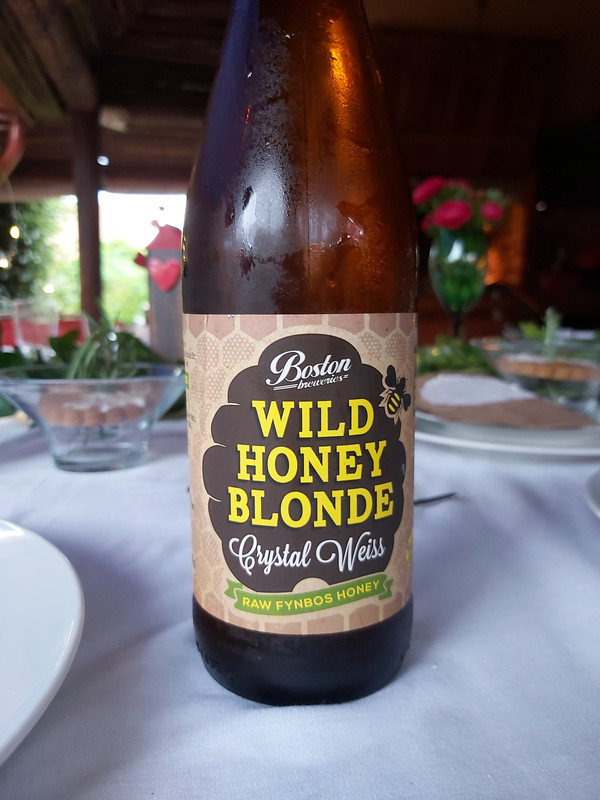 Boston
breweries
WILD
HONEY
BLONDE
Crystal Weiss
RAW FYNBOS HONEY